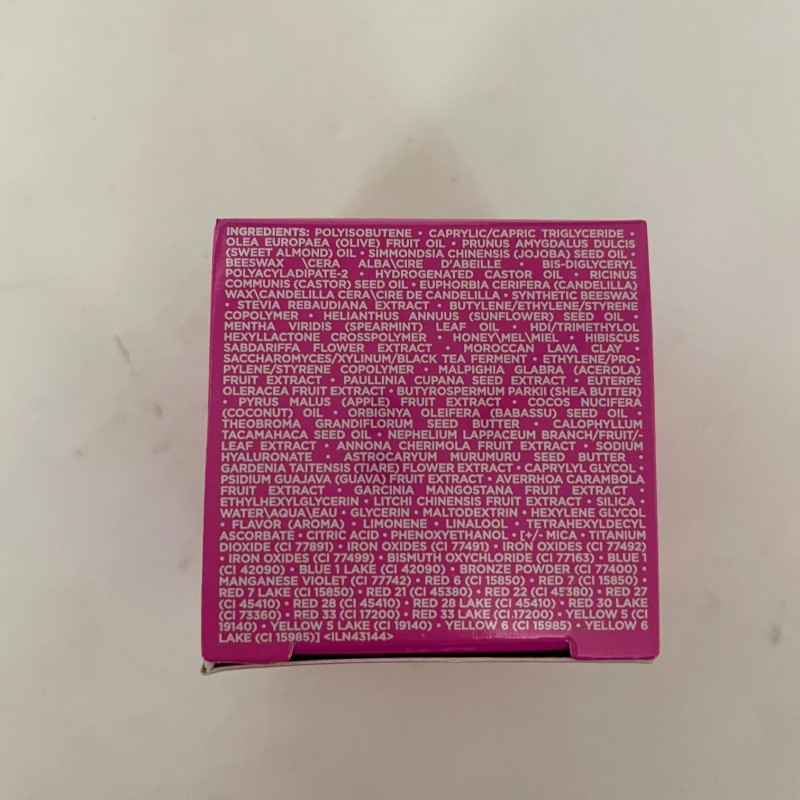 INGREDIENTS: POLYISOBUTENE • CAPRYLIC/CAPRIC TRIGLYCERIDE •
OLEA EUROPAEA (OLIVE) FRUIT OIL • PRUNUS AMYGDALUS DULCIS
(SWEET ALMOND) OIL • SIMMONDSIA CHINENSIS (JOJOBA) SEED OIL •
BEESWAX \CERA ALBA\CIRE D'ABEILLE • BIS-DIGLYCERYL
POLYACYLADIPATE-2 • HYDROGENATED CASTOR OIL • RICINUS
COMMUNIS (CASTOR) SEED OIL • EUPHORBIA CERIFERA (CANDELILLA)
WAX\CANDELILLA CERA\CIRE DE CANDELILLA • SYNTHETIC BEESWAX
• STEVIA REBAUDIANA EXTRACT • BUTYLENE/ETHYLENE/STYRENE
COPOLYMER • HELIANTHUS ANNUUS (SUNFLOWER) SEED OIL •
MENTHA VIRIDIS (SPEARMINT) LEAF OIL • HDI/TRIMETHYLOL
HEXYLLACTONE CROSSPOLYMER • HONEY\MEL\MIEL • HIBISCUS
SABDARIFFA FLOWER EXTRACT • MOROCCAN LAVA CLAY •
SACCHAROMYCES/XYLINUM/BLACK TEA FERMENT • ETHYLENE/PRO-
PYLENE/STYRENE COPOLYMER • MALPIGHIA GLABRA (ACEROLA)
FRUIT EXTRACT • PAULLINIA CUPANA SEED EXTRACT • EUTERPE
OLERACEA FRUIT EXTRACT • BUTYROSPERMUM PARKII (SHEA BUTTER)
• PYRUS MALUS (APPLE) FRUIT EXTRACT • COCOS NUCIFERA
(COCONUT) OIL • ORBIGNYA OLEIFERA (BABASSU) SEED OIL •
THEOBROMA GRANDIFLORUM SEED BUTTER • CALOPHYLLUM
TACAMAHACA SEED OIL • NEPHELIUM LAPPACEUM BRANCH/FRUIT/-
LEAF EXTRACT • ANNONA CHERIMOLA FRUIT EXTRACT • SODIUM
HYALURONATE • ASTROCARYUM MURUMURU SEED BUTTER •
GARDENIA TAITENSIS (TIARE) FLOWER EXTRACT • CAPRYLYL GLYCOL •
PSIDIUM GUAJAVA (GUAVA) FRUIT EXTRACT • AVERRHOA CARAMBOLA
FRUIT EXTRACT • GARCINIA MANGOSTANA FRUIT EXTRACT •
ETHYLHEXYLGLYCERIN • LITCHI CHINENSIS FRUIT EXTRACT • SILICA •
WATER\AQUA\EAU • GLYCERIN • MALTODEXTRIN • HEXYLENE GLYCOL
• FLAVOR (AROMA) • LIMONENE • LINALOOL • TETRAHEXYLDECYL
ASCORBATE • CITRIC ACID • PHENOXYETHANOL • [+/- MICA • TITANIUM
DIOXIDE (CI 77891) • IRON OXIDES (CI 77491) • IRON OXIDES (CI 77492)
• IRON OXIDES (CI 77499) • BISMUTH OXYCHLORIDE (CI 77163) • BLUE 1
(CI 42090) • BLUE 1 LAKE (CI 42090) • BRONZE POWDER (CI 77400) •
MANGANESE VIOLET (CI 77742) • RED 6 (CI 15850) • RED 7 (CI 15850) •
RED 7 LAKE (CI 15850) • RED 21 (CI 45380) • RED 22 (CI 45380) • RED 27
(CI 45410) • RED 28 (CI 45410) • RED 28 LAKE (CI 45410) • RED 30 LAKE
(CI 73360) • RED 33 (CI 17200) • RED 33 LAKE (CI 17200) • YELLOW 5 (CI
19140) • YELLOW 5 LAKE (CI 19140) • YELLOW 6 (CI 15985) • YELLOW 6
LAKE (CI 15985)] <ILN43144>